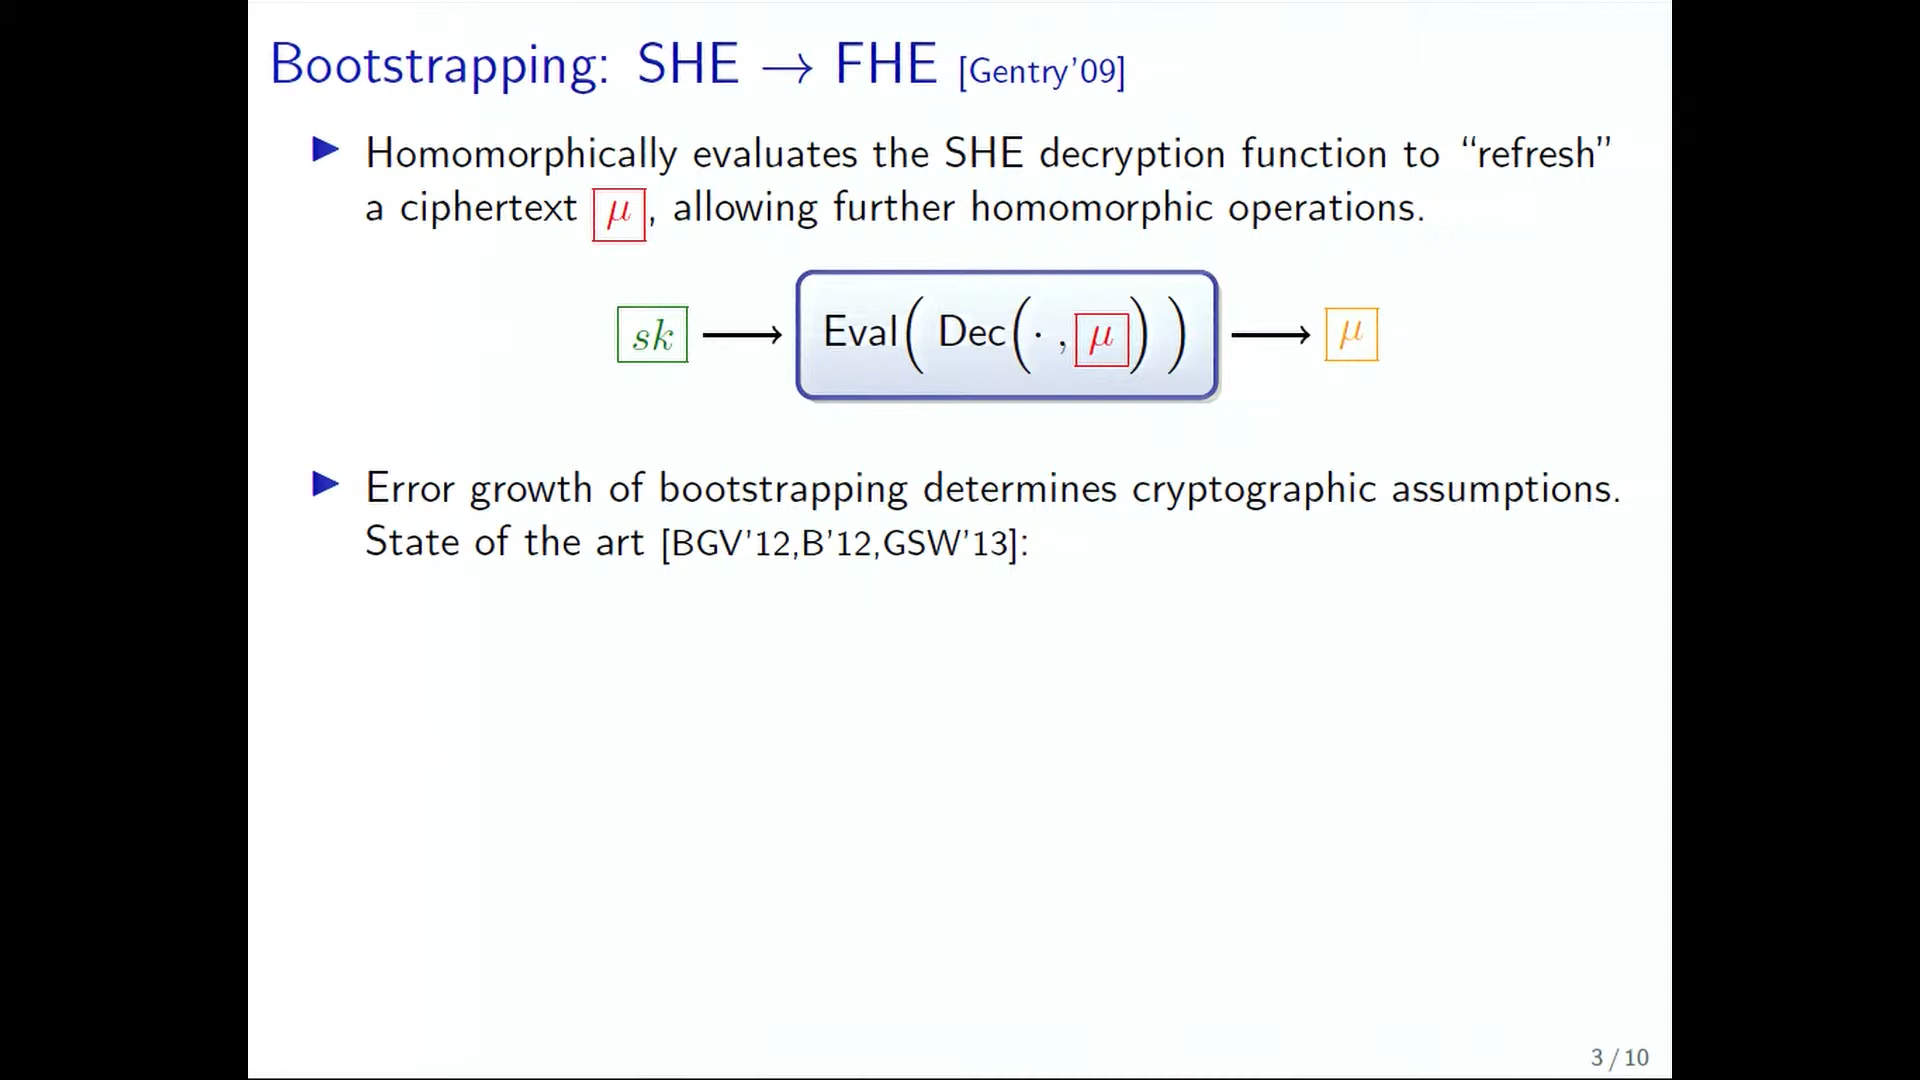 Bootstrapping: SHE → FHE [Gentry'09]
Homomorphically evaluates the SHE decryption function to “refresh”
a ciphertext μ, allowing further homomorphic operations.
sk → Eval( Dec(· , μ) ) → μ
Error growth of bootstrapping determines cryptographic assumptions.
State of the art [BGV'12,B'12,GSW'13]:
3 / 10